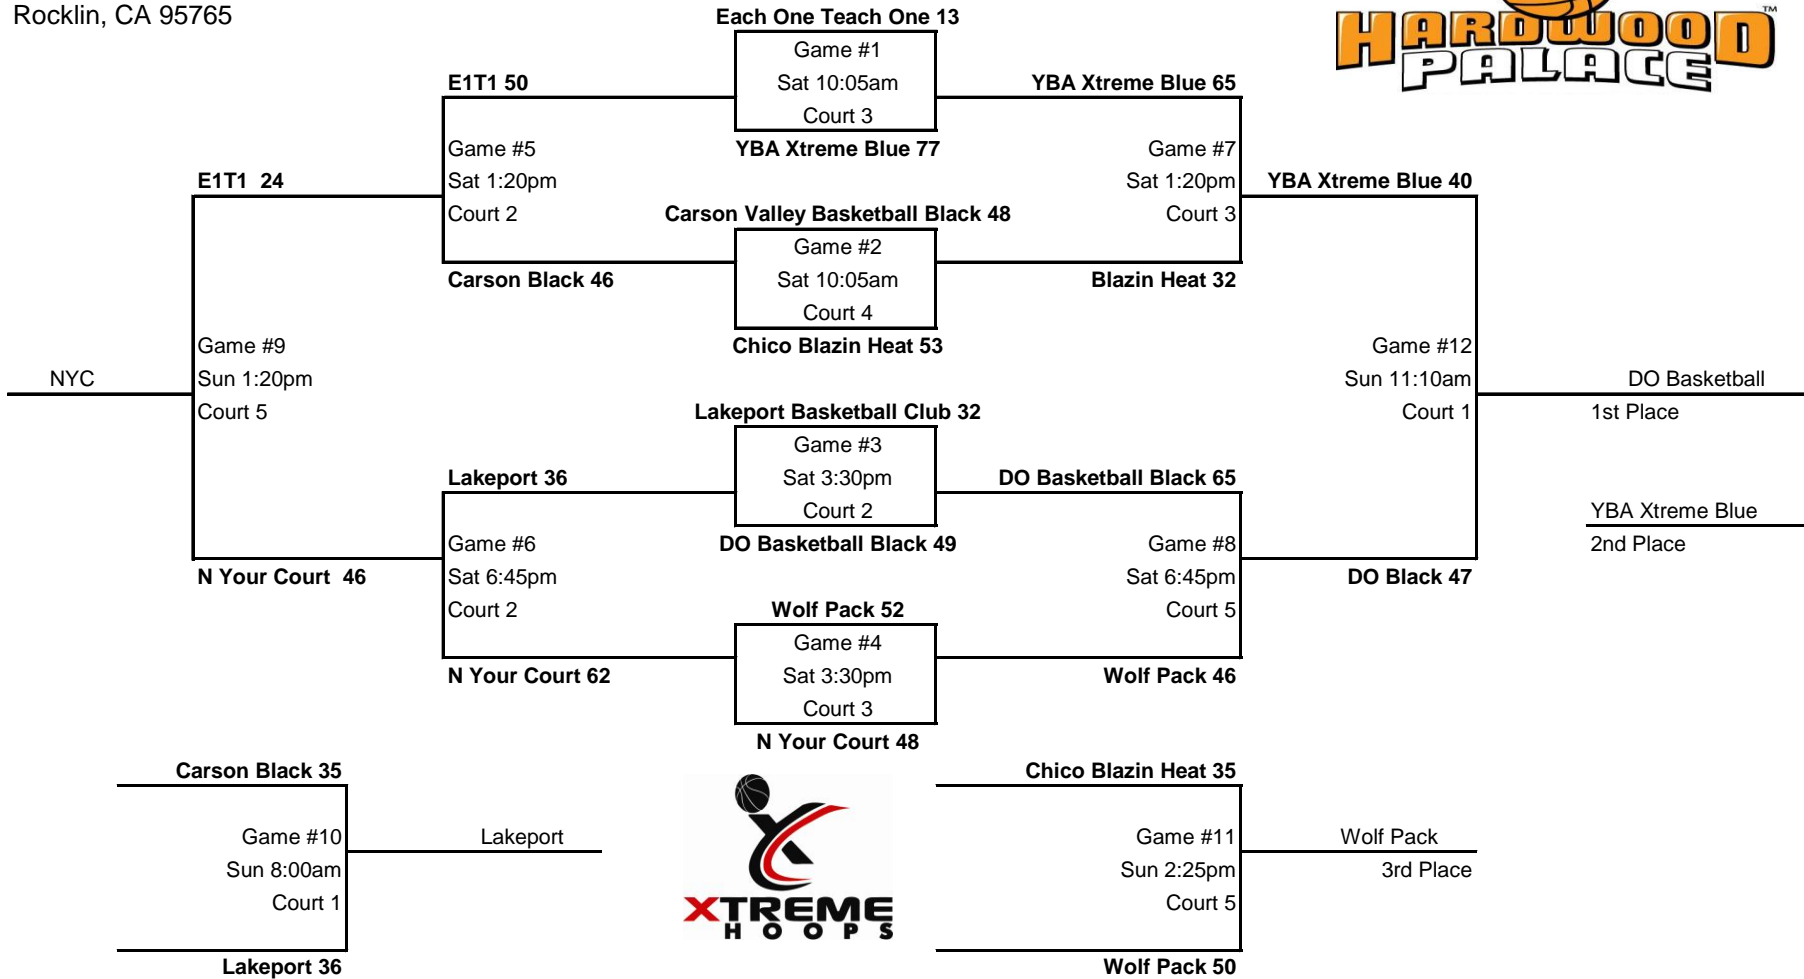 Rocklin, CA 95765
HARDWOOD
PALACE
TM
Each One Teach One 13
Game #1
Sat 10:05am
Court 3
YBA Xtreme Blue 77
E1T1 50
Game #5
Sat 1:20pm
Court 2
Carson Black 46
YBA Xtreme Blue 65
Game #7
Sat 1:20pm
Court 3
Blazin Heat 32
Carson Valley Basketball Black 48
Game #2
Sat 10:05am
Court 4
Chico Blazin Heat 53
E1T1 24
Game #9
Sun 1:20pm
Court 5
N Your Court 46
NYC
YBA Xtreme Blue 40
Game #12
Sun 11:10am
Court 1
DO Black 47
DO Basketball
1st Place
YBA Xtreme Blue
2nd Place
Lakeport Basketball Club 32
Game #3
Sat 3:30pm
Court 2
DO Basketball Black 49
Lakeport 36
Game #6
Sat 6:45pm
Court 2
N Your Court 62
DO Basketball Black 65
Game #8
Sat 6:45pm
Court 5
Wolf Pack 46
Wolf Pack 52
Game #4
Sat 3:30pm
Court 3
N Your Court 48
Carson Black 35
Game #10
Sun 8:00am
Court 1
Lakeport 36
Lakeport
XTREME
HOOPS
Chico Blazin Heat 35
Game #11
Sun 2:25pm
Court 5
Wolf Pack 50
Wolf Pack
3rd Place